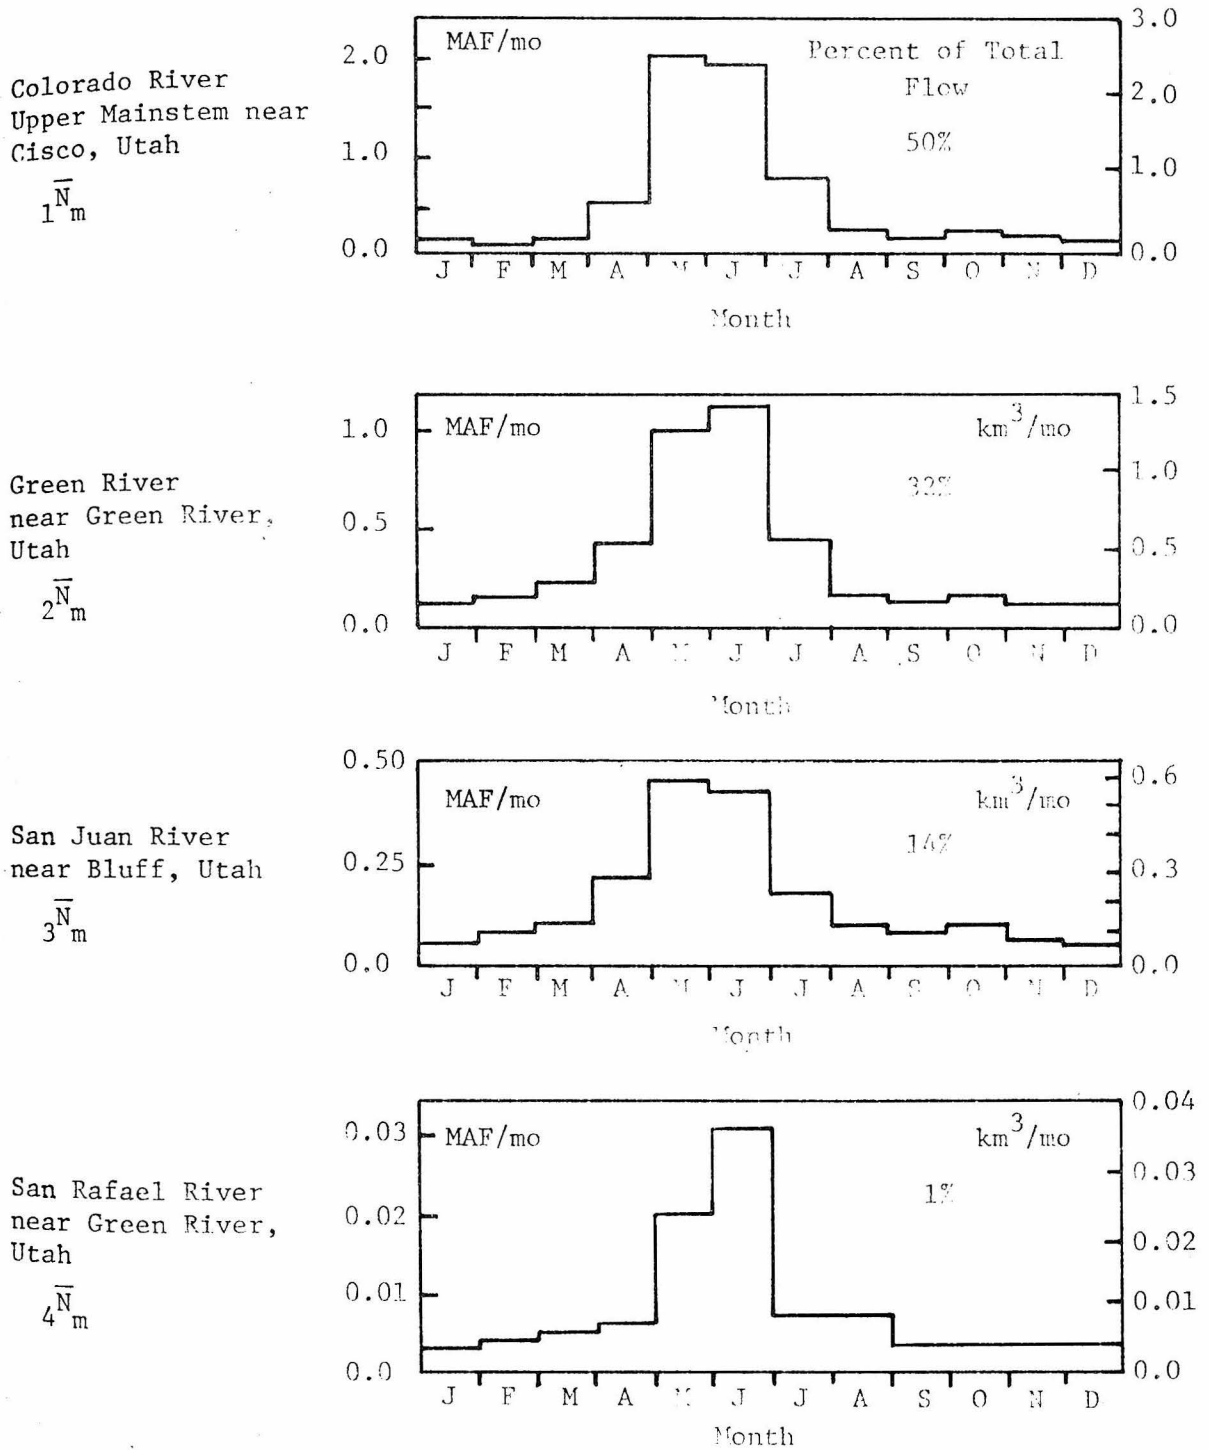 Colorado River
Upper Mainstem near
Cisco, Utah
1N̅m
MAF/mo
Percent of Total
Flow
50%
2.0
1.0
0.0
3.0
2.0
1.0
0.0
J F M A M J J A S O N D
Month
Green River
near Green River,
Utah
2N̅m
MAF/mo
km³/mo
32%
1.0
0.5
0.0
1.5
1.0
0.5
0.0
J F M A M J J A S O N D
Month
San Juan River
near Bluff, Utah
3N̅m
MAF/mo
km³/mo
14%
0.50
0.25
0.0
0.6
0.3
0.0
J F M A M J J A S O N D
Month
San Rafael River
near Green River,
Utah
4N̅m
MAF/mo
km³/mo
1%
0.03
0.02
0.01
0.0
0.04
0.03
0.02
0.01
0.0
J F M A M J J A S O N D
Month